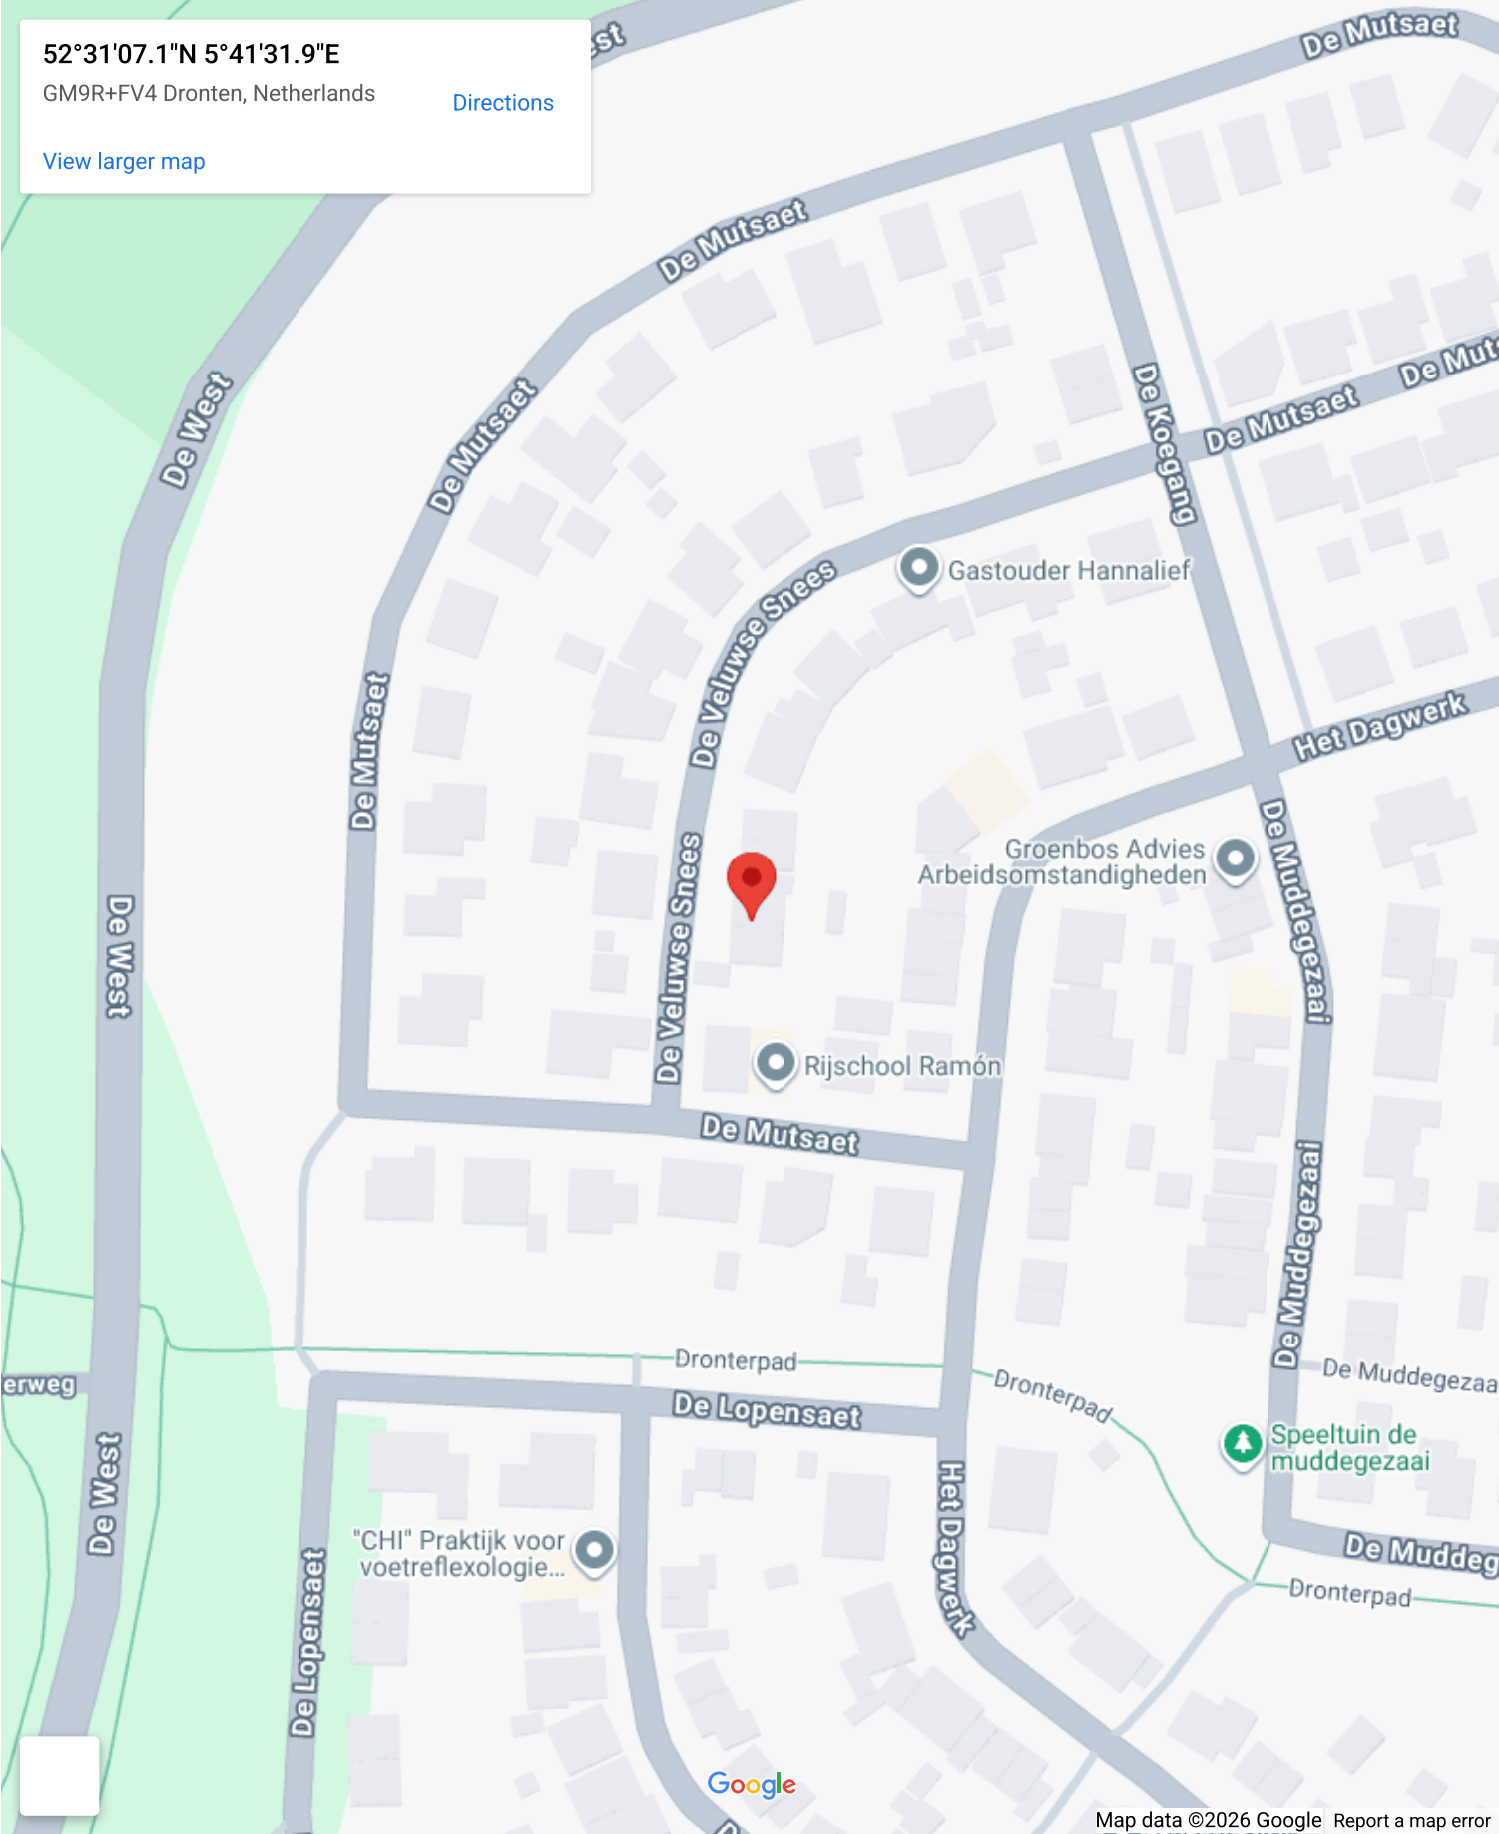 52°31'07.1"N 5°41'31.9"E
GM9R+FV4 Dronten, Netherlands
Directions
View larger map
De Mutsaet
De Mutsaet
De West
De Mutsaet
De Koegang
De Mutsaet
Gastouder Hannalief
De Veluwse Snees
De Mutsaet
Het Dagwerk
Groenbos Advies
Arbeidsomstandigheden
De Muddegezaai
De Veluwse Snees
De West
Rijschool Ramón
De Mutsaet
De Muddegezaai
Dronterpad
Dronterpad
De Muddegezaa
erweg
De Lopensaet
Speeltuin de
muddegezaai
De West
Het Dagwerk
"CHI" Praktijk voor
voetreflexologie...
De Muddeg
Dronterpad
De Lopensaet
Google
Map data ©2026 Google
Report a map error